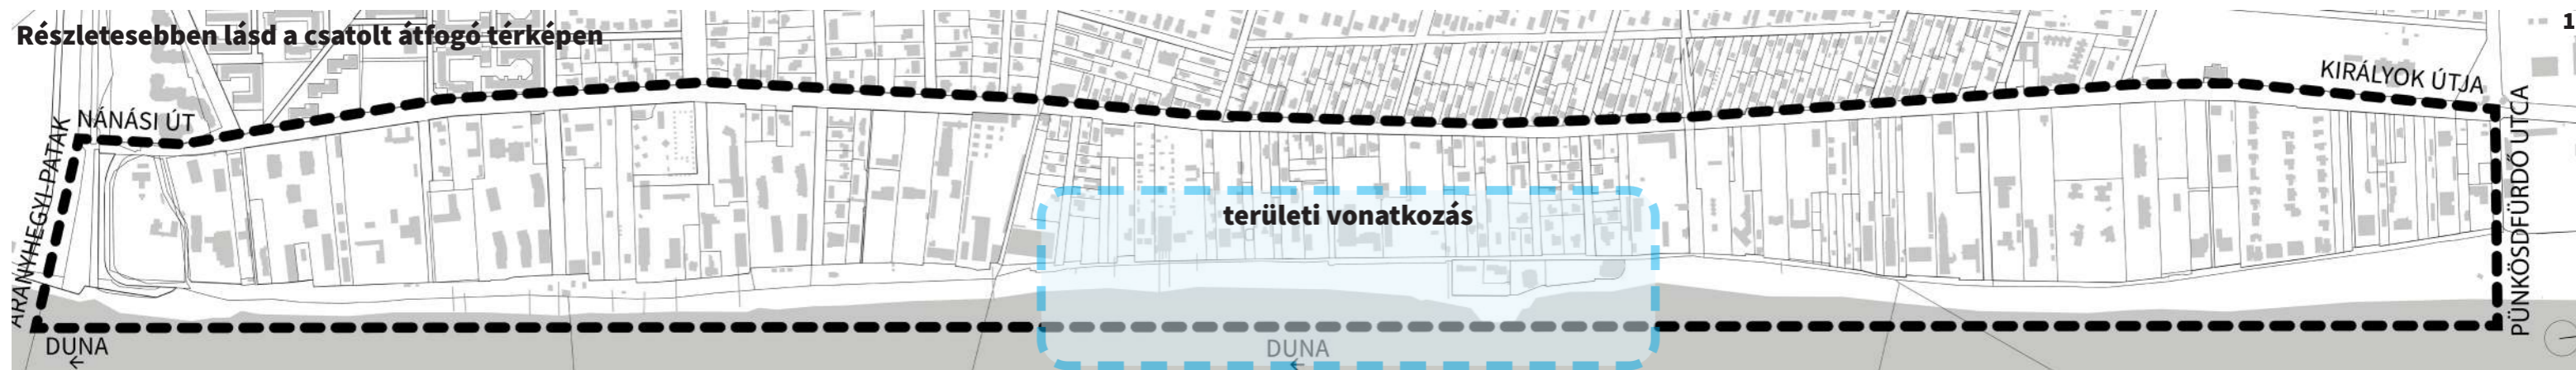 Részletesebben lásd a csatolt átfogó térképen
1
KIRÁLYOK ÚTJA
NÁNÁSI ÚT
ARANYHEGYI-PATAK
PÜNKÖSDFÜRDŐ UTCA
területi vonatkozás
DUNA
←
DUNA
←